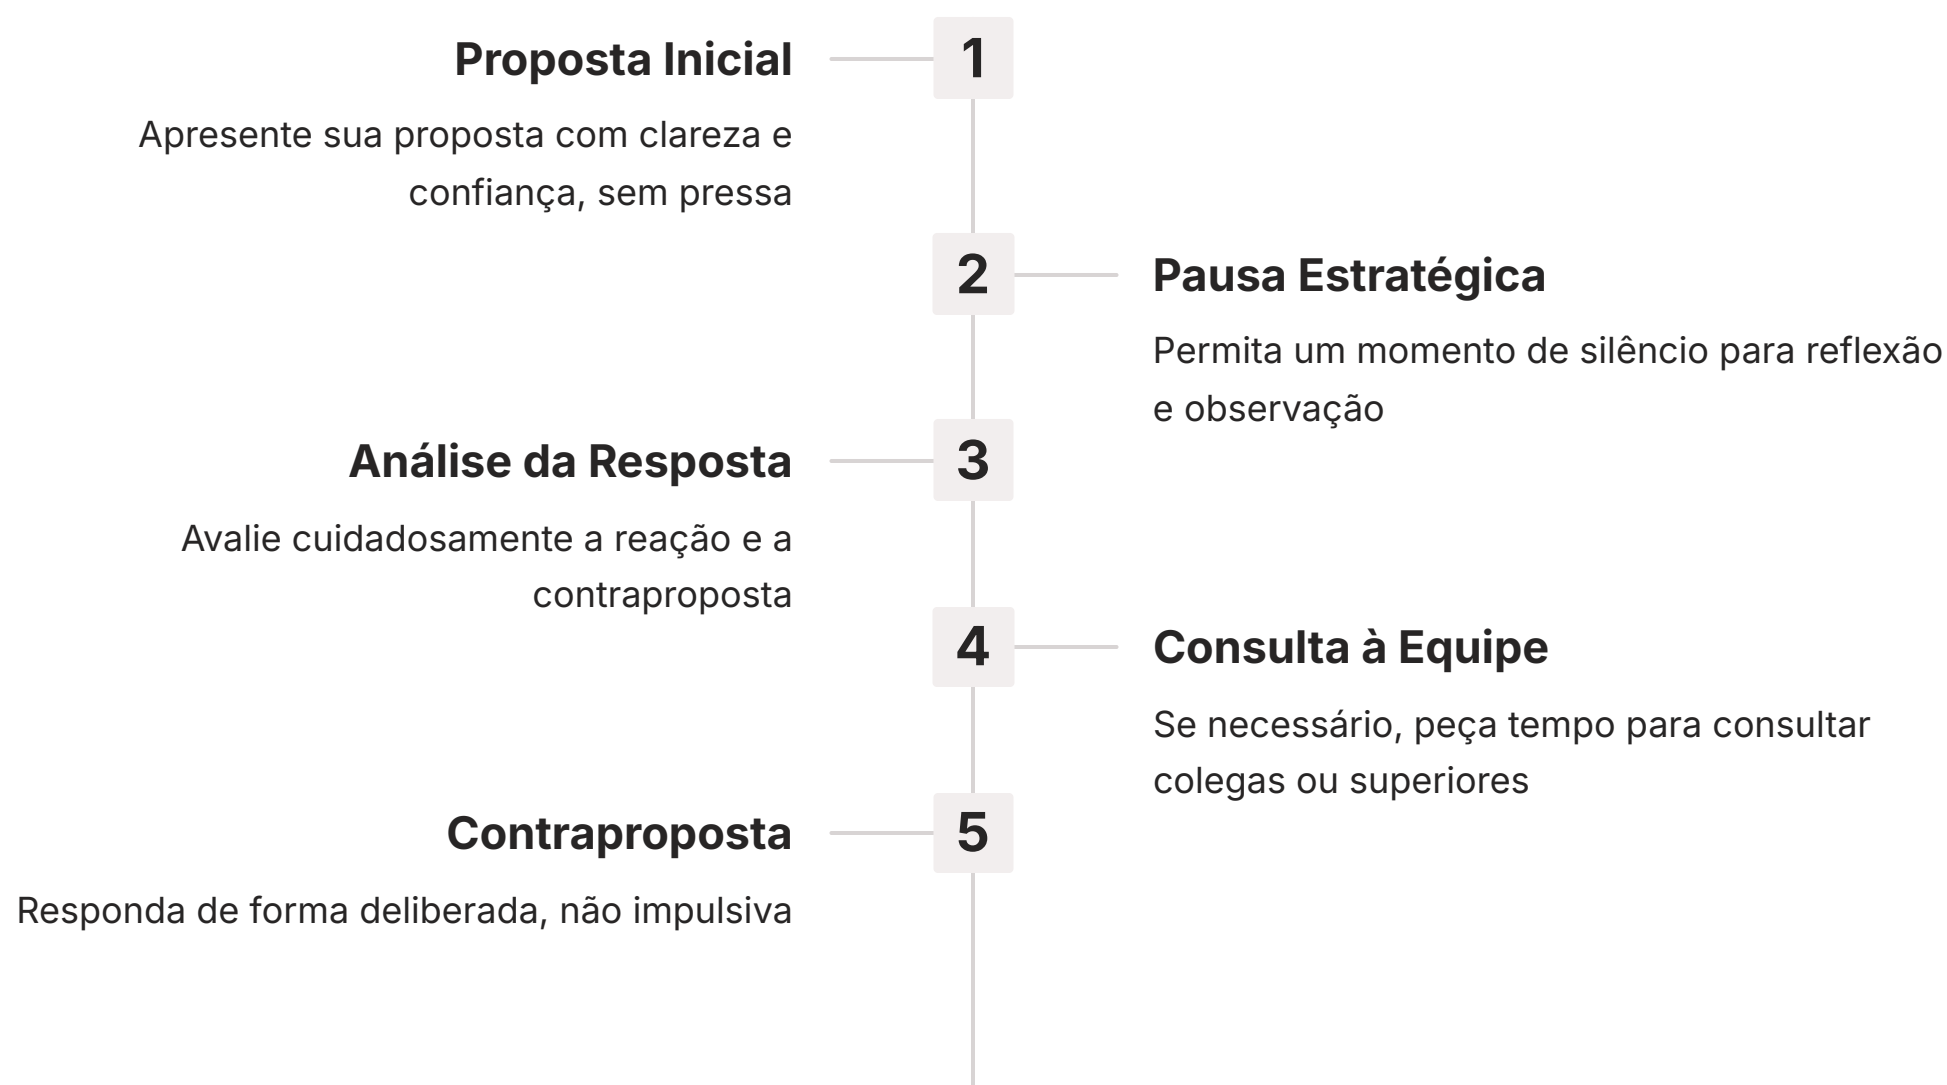 1
Proposta Inicial
Apresente sua proposta com clareza e
confiança, sem pressa
2
Pausa Estratégica
Permita um momento de silêncio para reflexão
e observação
3
Análise da Resposta
Avalie cuidadosamente a reação e a
contraproposta
4
Consulta à Equipe
Se necessário, peça tempo para consultar
colegas ou superiores
5
Contraproposta
Responda de forma deliberada, não impulsiva